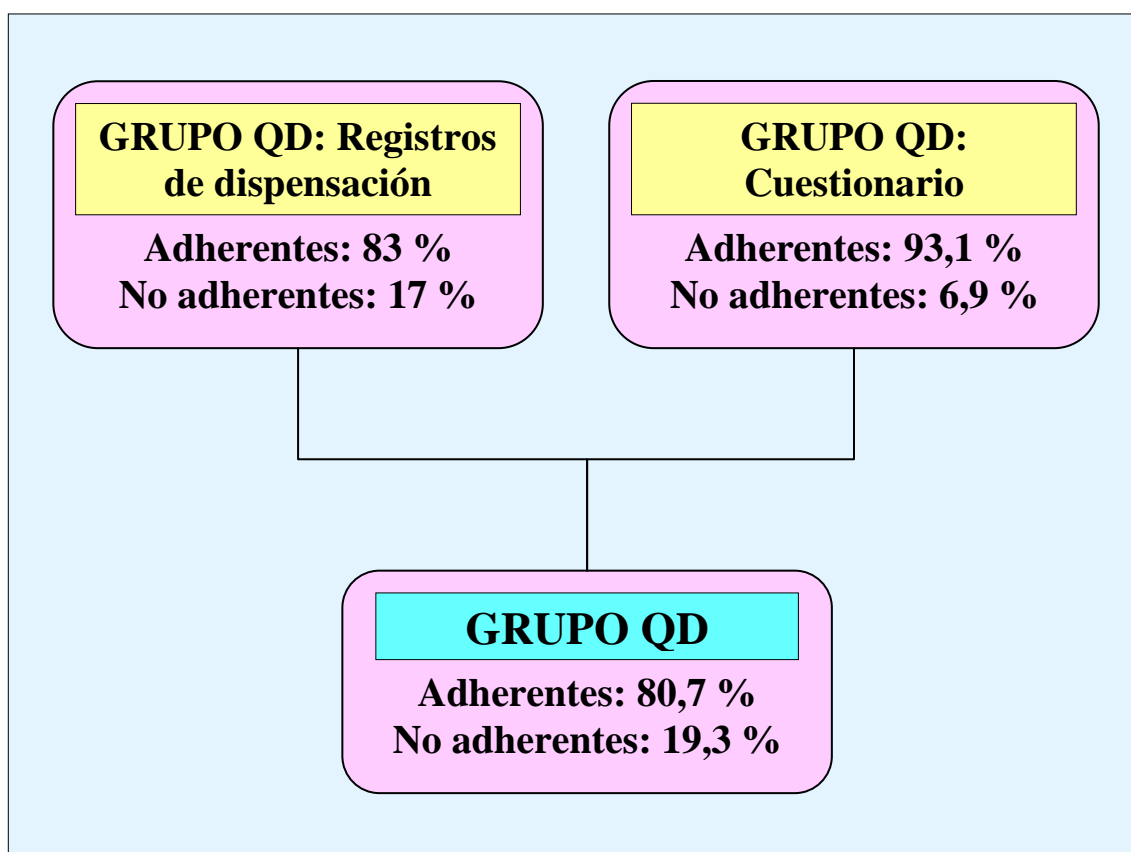 GRUPO QD: Registros
de dispensación
Adherentes: 83 %
No adherentes: 17 %
GRUPO QD:
Cuestionario
Adherentes: 93,1 %
No adherentes: 6,9 %
GRUPO QD
Adherentes: 80,7 %
No adherentes: 19,3 %